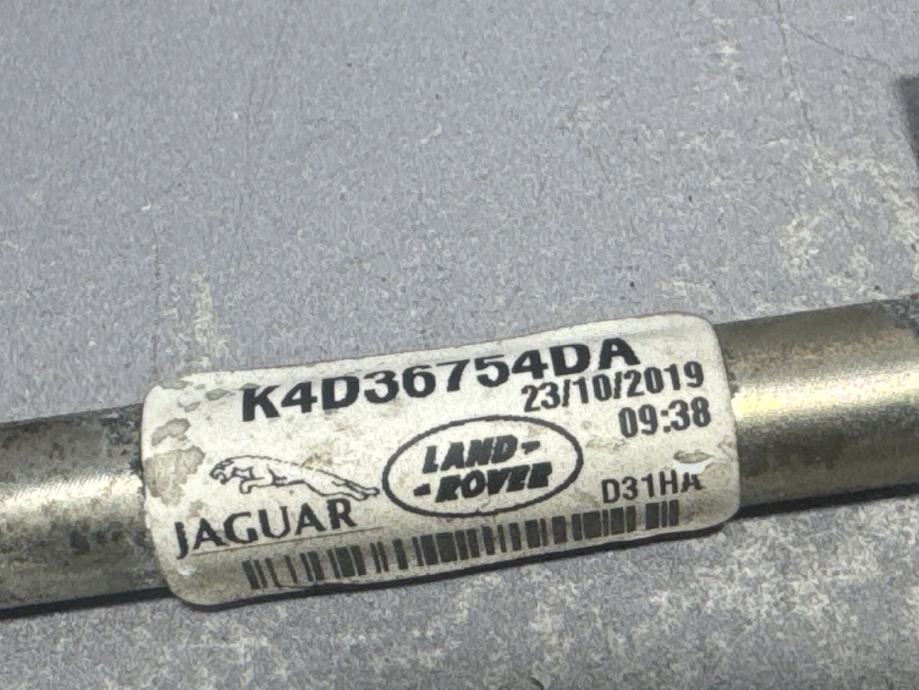 K4D36754DA
23/10/2019
09:38
LAND-
-ROVER
D31HA
JAGUAR